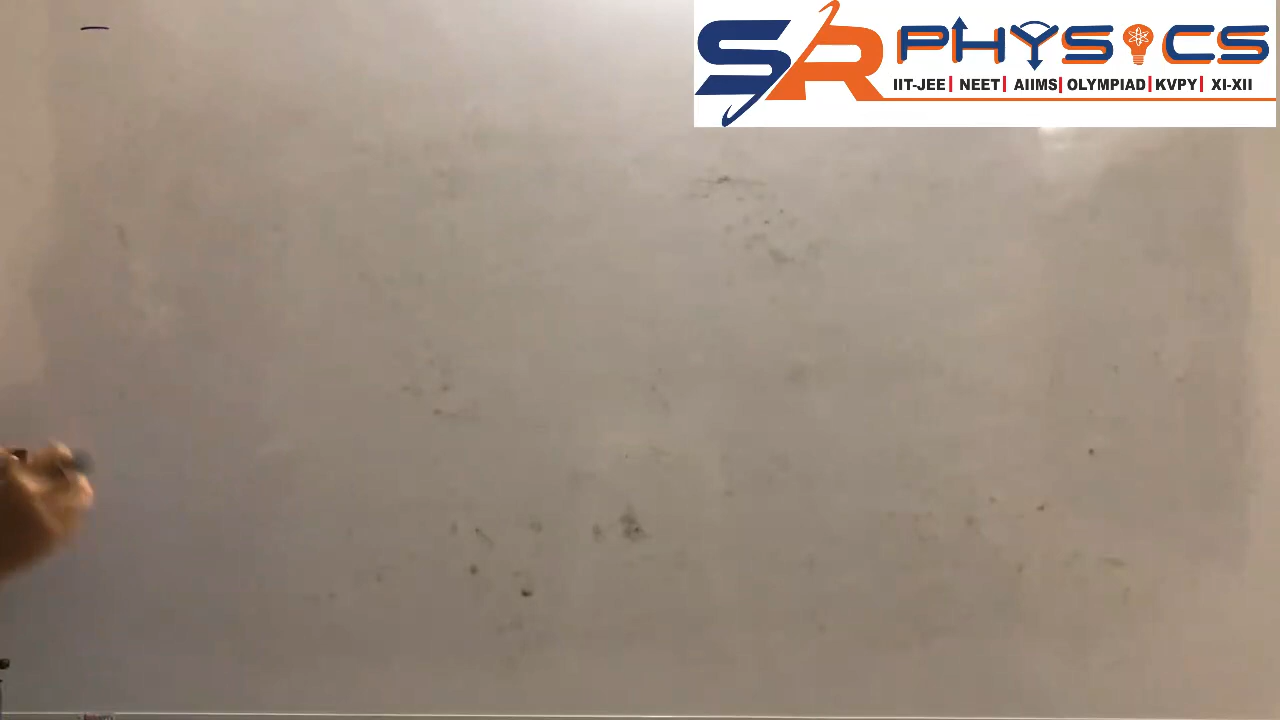 SR PHYSICS
IIT-JEE | NEET | AIIMS | OLYMPIAD | KVPY | XI-XII